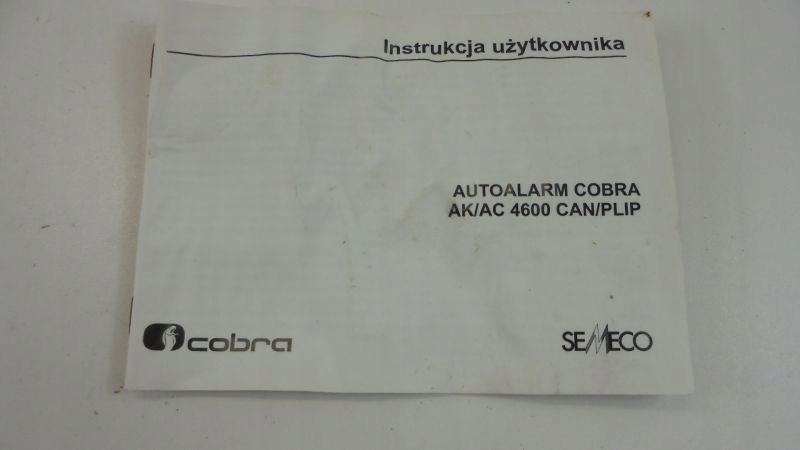 Instrukcja użytkownika
AUTOALARM COBRA
AK/AC 4600 CAN/PLIP
cobra
SEMECO